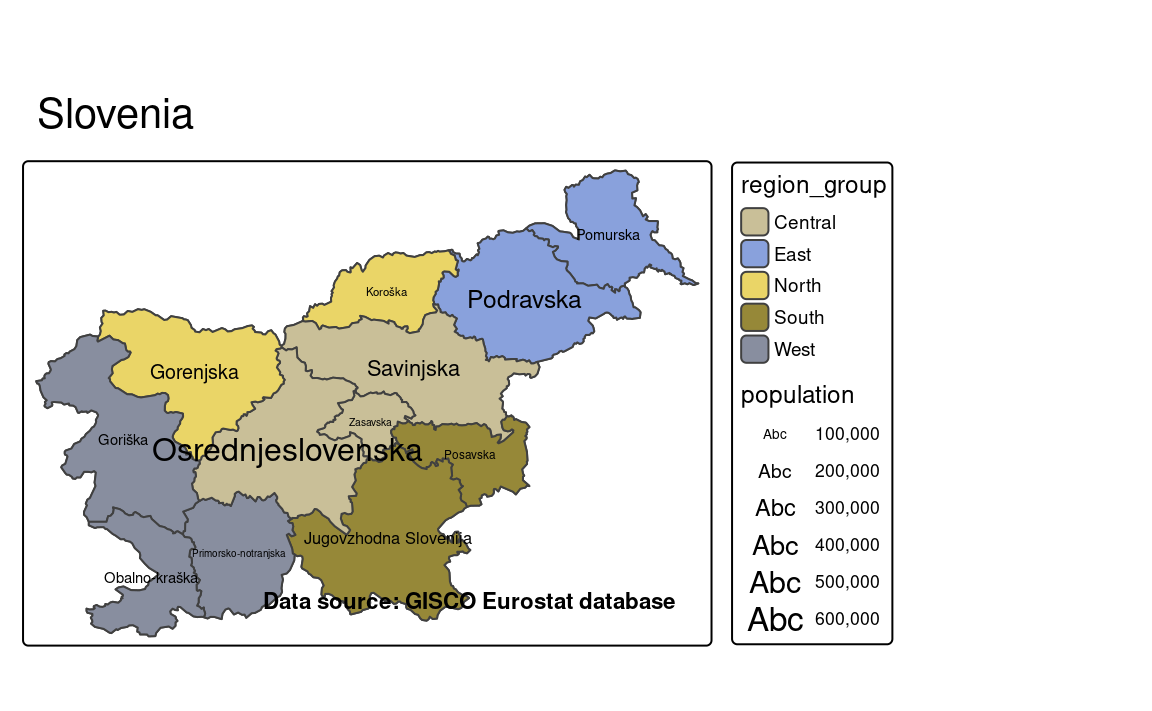 Slovenia
Pomurska
Koroška
Podravska
Gorenjska
Savinjska
Zasavska
Goriška
Osrednjeslovenska
Posavska
Jugovzhodna Slovenija
Primorsko-notranjska
Obalno-kraška
Data source: GISCO Eurostat database
region_group
Central
East
North
South
West
population
Abc 100,000
Abc 200,000
Abc 300,000
Abc 400,000
Abc 500,000
Abc 600,000